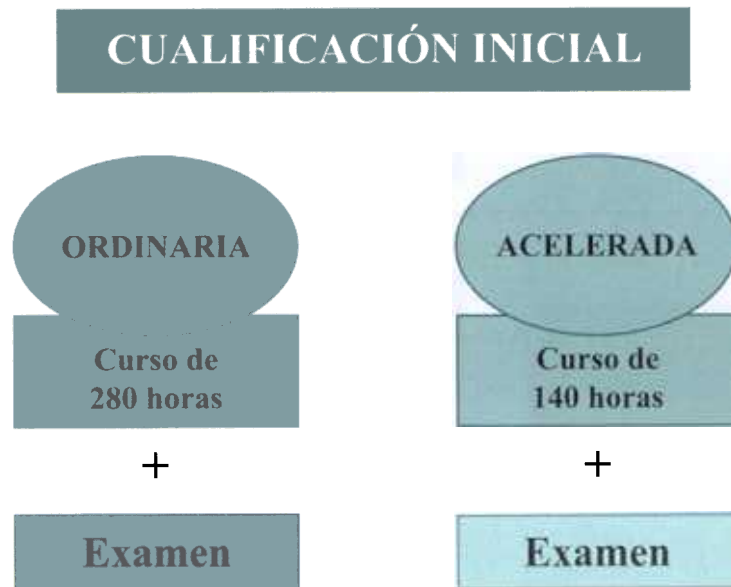 CUALIFICACIÓN INICIAL
ORDINARIA
Curso de
280 horas
+
Examen
ACELERADA
Curso de
140 horas
+
Examen